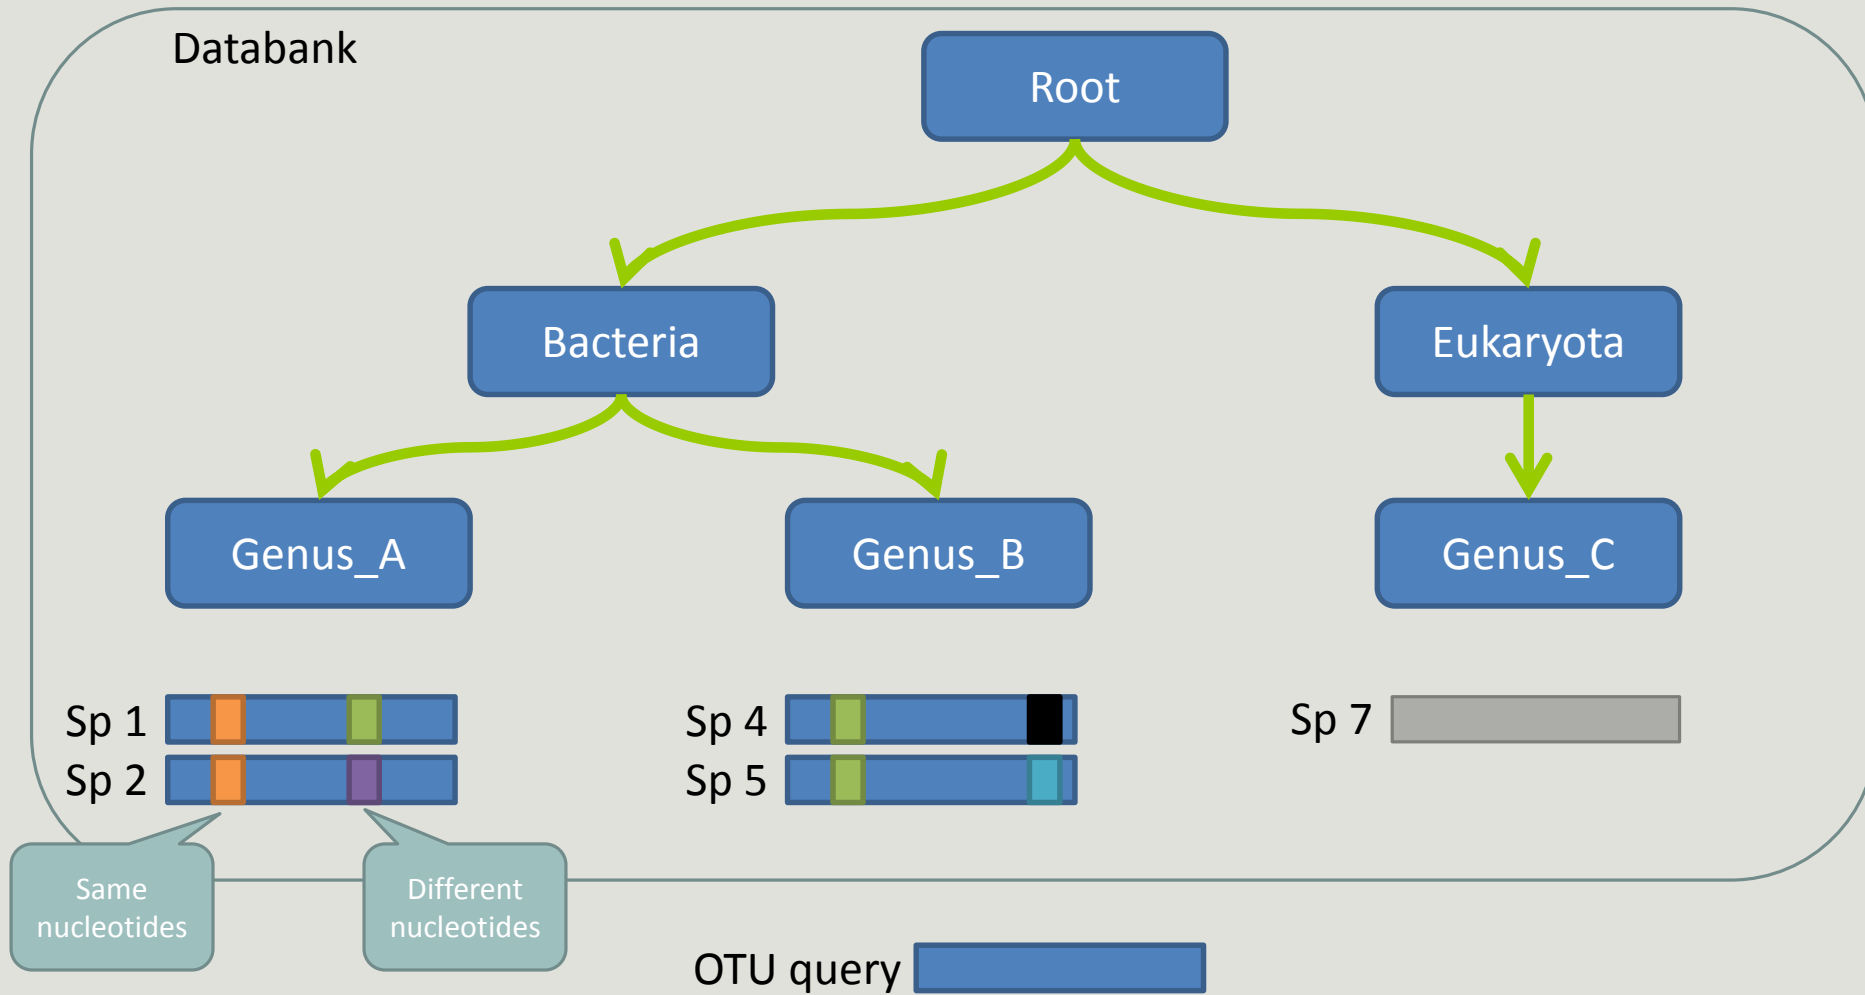 Databank
Root
Bacteria
Eukaryota
Genus_A
Genus_B
Genus_C
Sp 1
Sp 4
Sp 7
Sp 2
Sp 5
Same
nucleotides
Different
nucleotides
OTU query